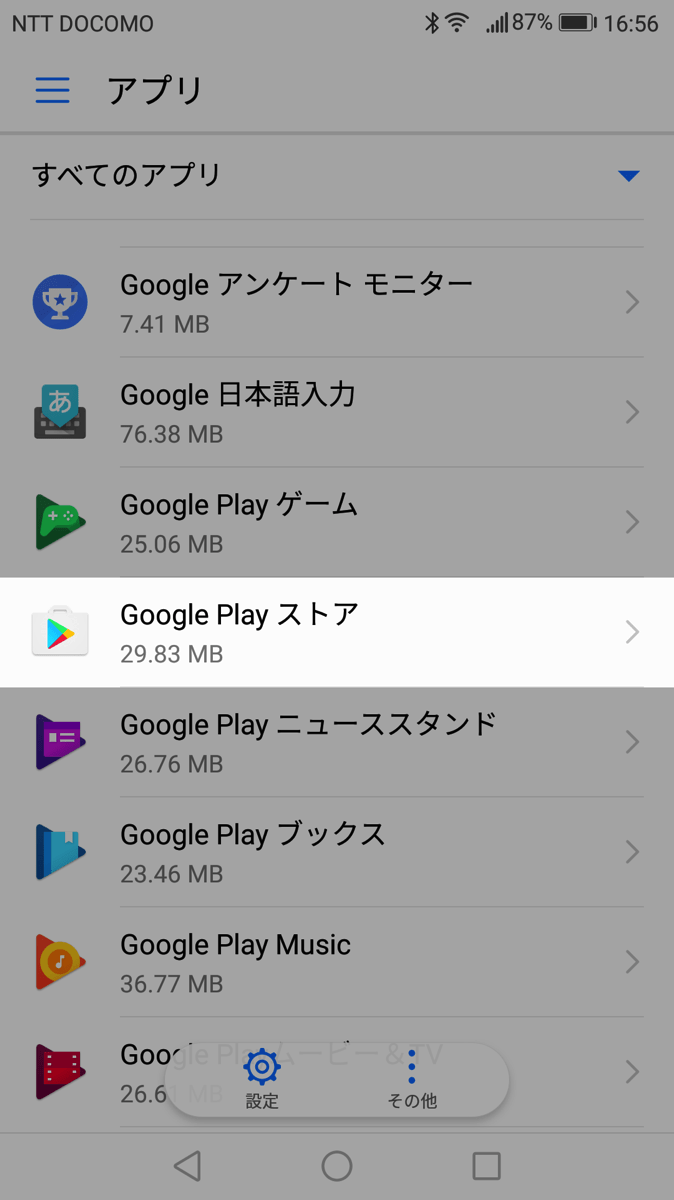 NTT DOCOMO 87% 16:56
アプリ
すべてのアプリ
Google アンケート モニター
7.41 MB
あ
Google 日本語入力
76.38 MB
Google Play ゲーム
25.06 MB
Google Play ストア
29.83 MB
Google Play ニューススタンド
26.76 MB
Google Play ブックス
23.46 MB
Google Play Music
36.77 MB
Google Play ムービー & TV
26.61 MB
設定 その他